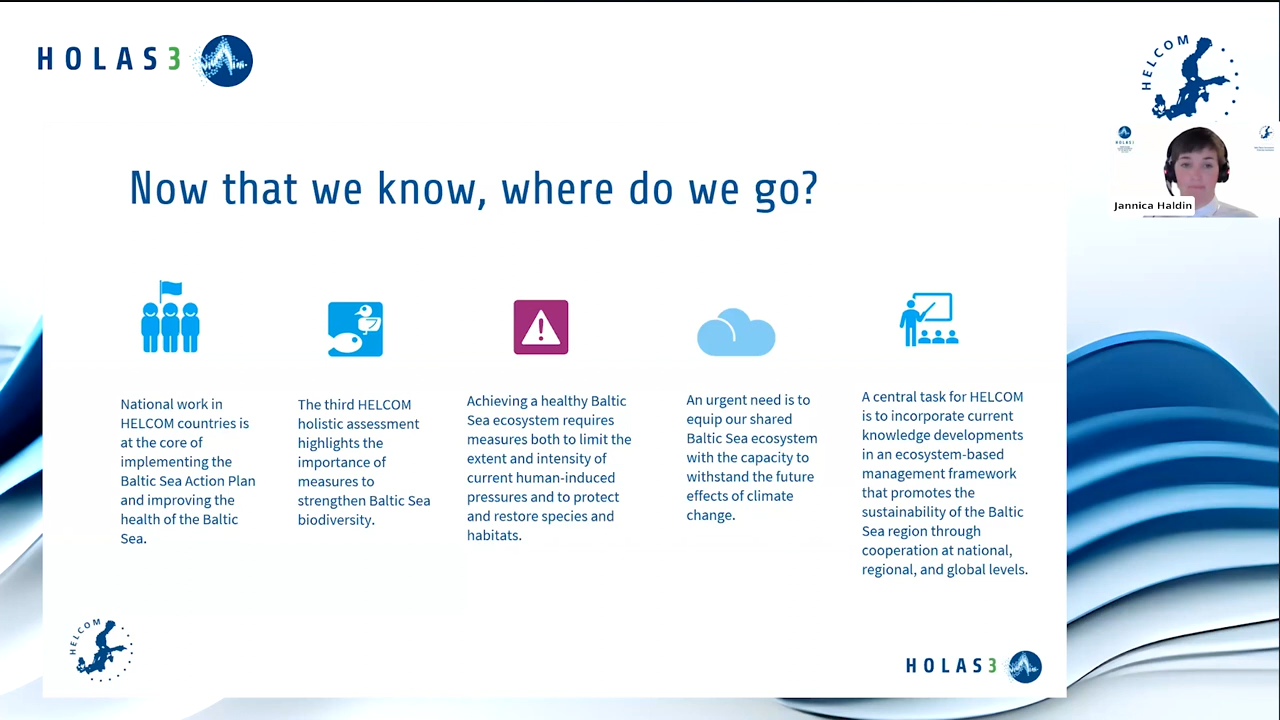 HOLAS3
HELCOM
Jannica Haldin
Now that we know, where do we go?
National work in
HELCOM countries is
at the core of
implementing the
Baltic Sea Action Plan
and improving the
health of the Baltic
Sea.
The third HELCOM
holistic assessment
highlights the
importance of
measures to
strengthen Baltic Sea
biodiversity.
Achieving a healthy Baltic
Sea ecosystem requires
measures both to limit the
extent and intensity of
current human-induced
pressures and to protect
and restore species and
habitats.
An urgent need is to
equip our shared
Baltic Sea ecosystem
with the capacity to
withstand the future
effects of climate
change.
A central task for HELCOM
is to incorporate current
knowledge developments
in an ecosystem-based
management framework
that promotes the
sustainability of the Baltic
Sea region through
cooperation at national,
regional, and global levels.
HELCOM
HOLAS3